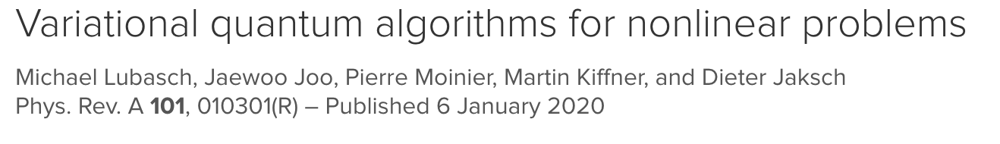 Variational quantum algorithms for nonlinear problems
Michael Lubasch, Jaewoo Joo, Pierre Moinier, Martin Kiffner, and Dieter Jaksch
Phys. Rev. A 101, 010301(R) – Published 6 January 2020